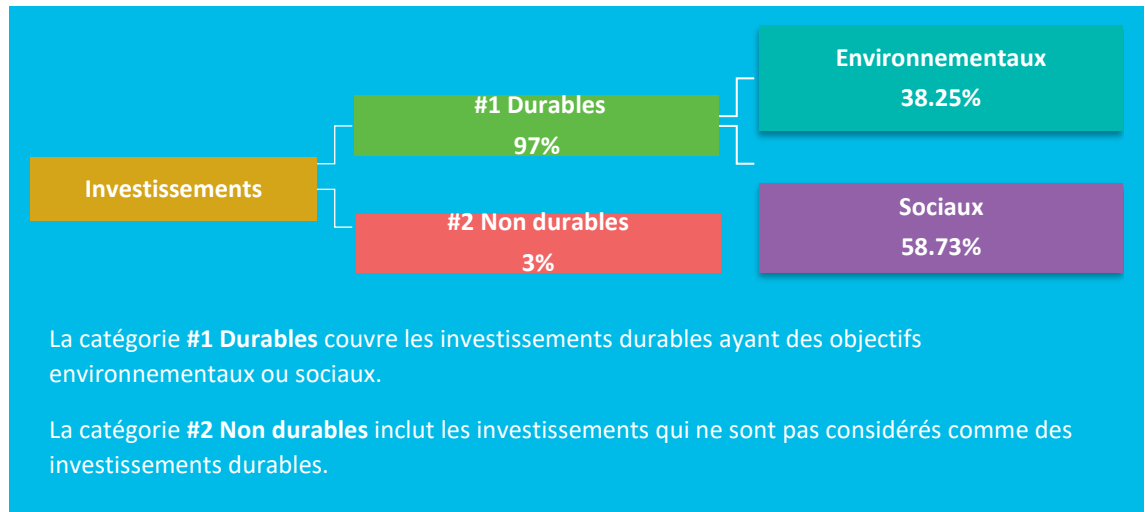 Environnementaux
38.25%
#1 Durables
97%
Investissements
Sociaux
58.73%
#2 Non durables
3%
La catégorie #1 Durables couvre les investissements durables ayant des objectifs
environnementaux ou sociaux.
La catégorie #2 Non durables inclut les investissements qui ne sont pas considérés comme des
investissements durables.